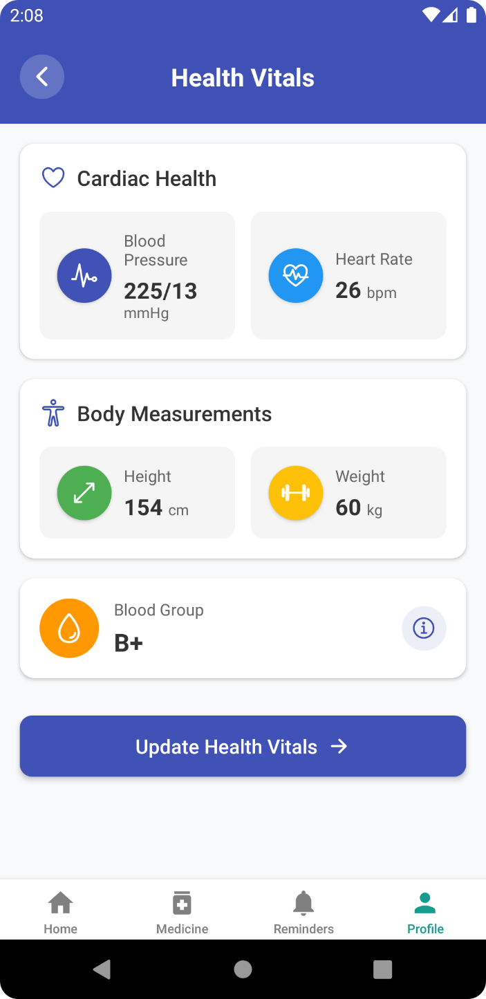 2:08
Health Vitals
Cardiac Health
Blood
Pressure
225/13
mmHg
Heart Rate
26 bpm
Body Measurements
Height
154 cm
Weight
60 kg
Blood Group
B+
Update Health Vitals
Home
Medicine
Reminders
Profile